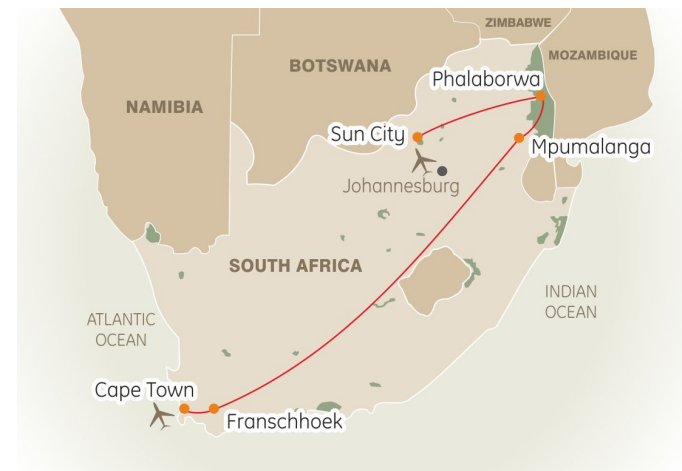 ZIMBABWE
MOZAMBIQUE
BOTSWANA
Phalaborwa
NAMIBIA
Sun City
Mpumalanga
Johannesburg
SOUTH AFRICA
INDIAN
OCEAN
ATLANTIC
OCEAN
Cape Town
Franschhoek